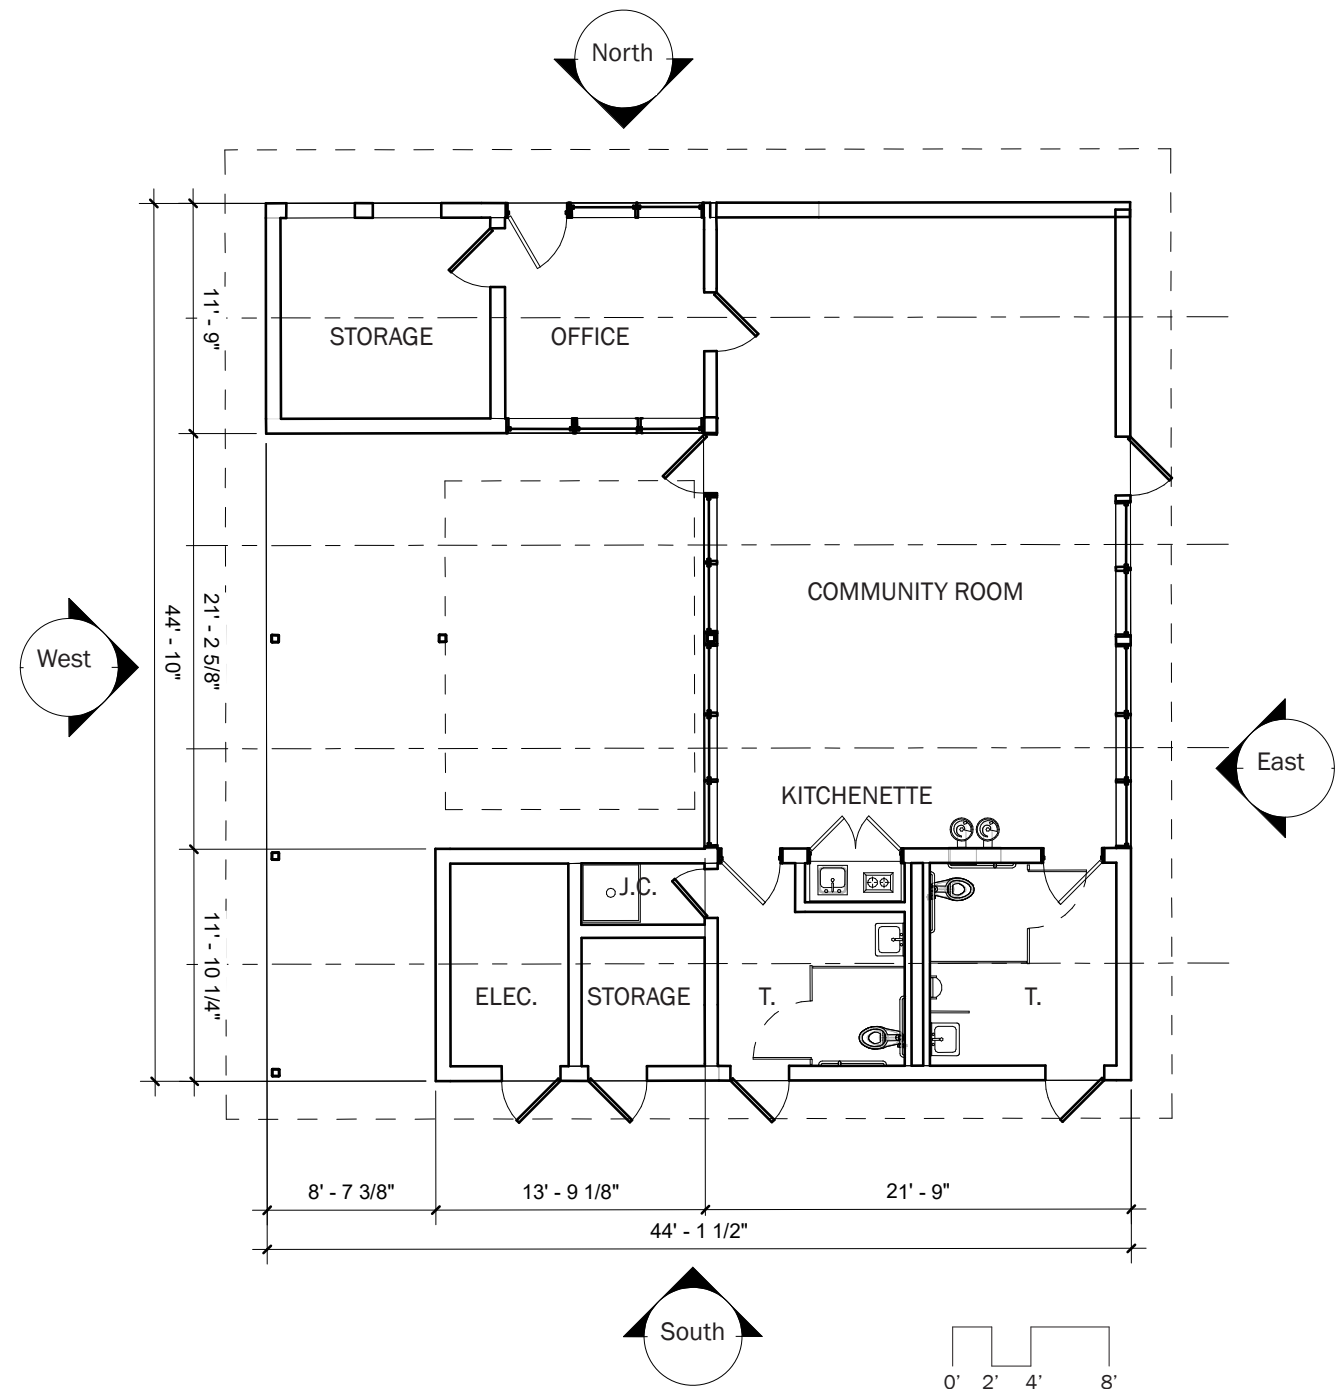 North
11' - 9"
STORAGE
OFFICE
21' - 2 5/8"
44' - 10"
COMMUNITY ROOM
West
East
KITCHENETTE
J.C.
11' - 10 1/4"
ELEC.
STORAGE
T.
T.
8' - 7 3/8"
13' - 9 1/8"
21' - 9"
44' - 1 1/2"
South
0' 2' 4' 8'